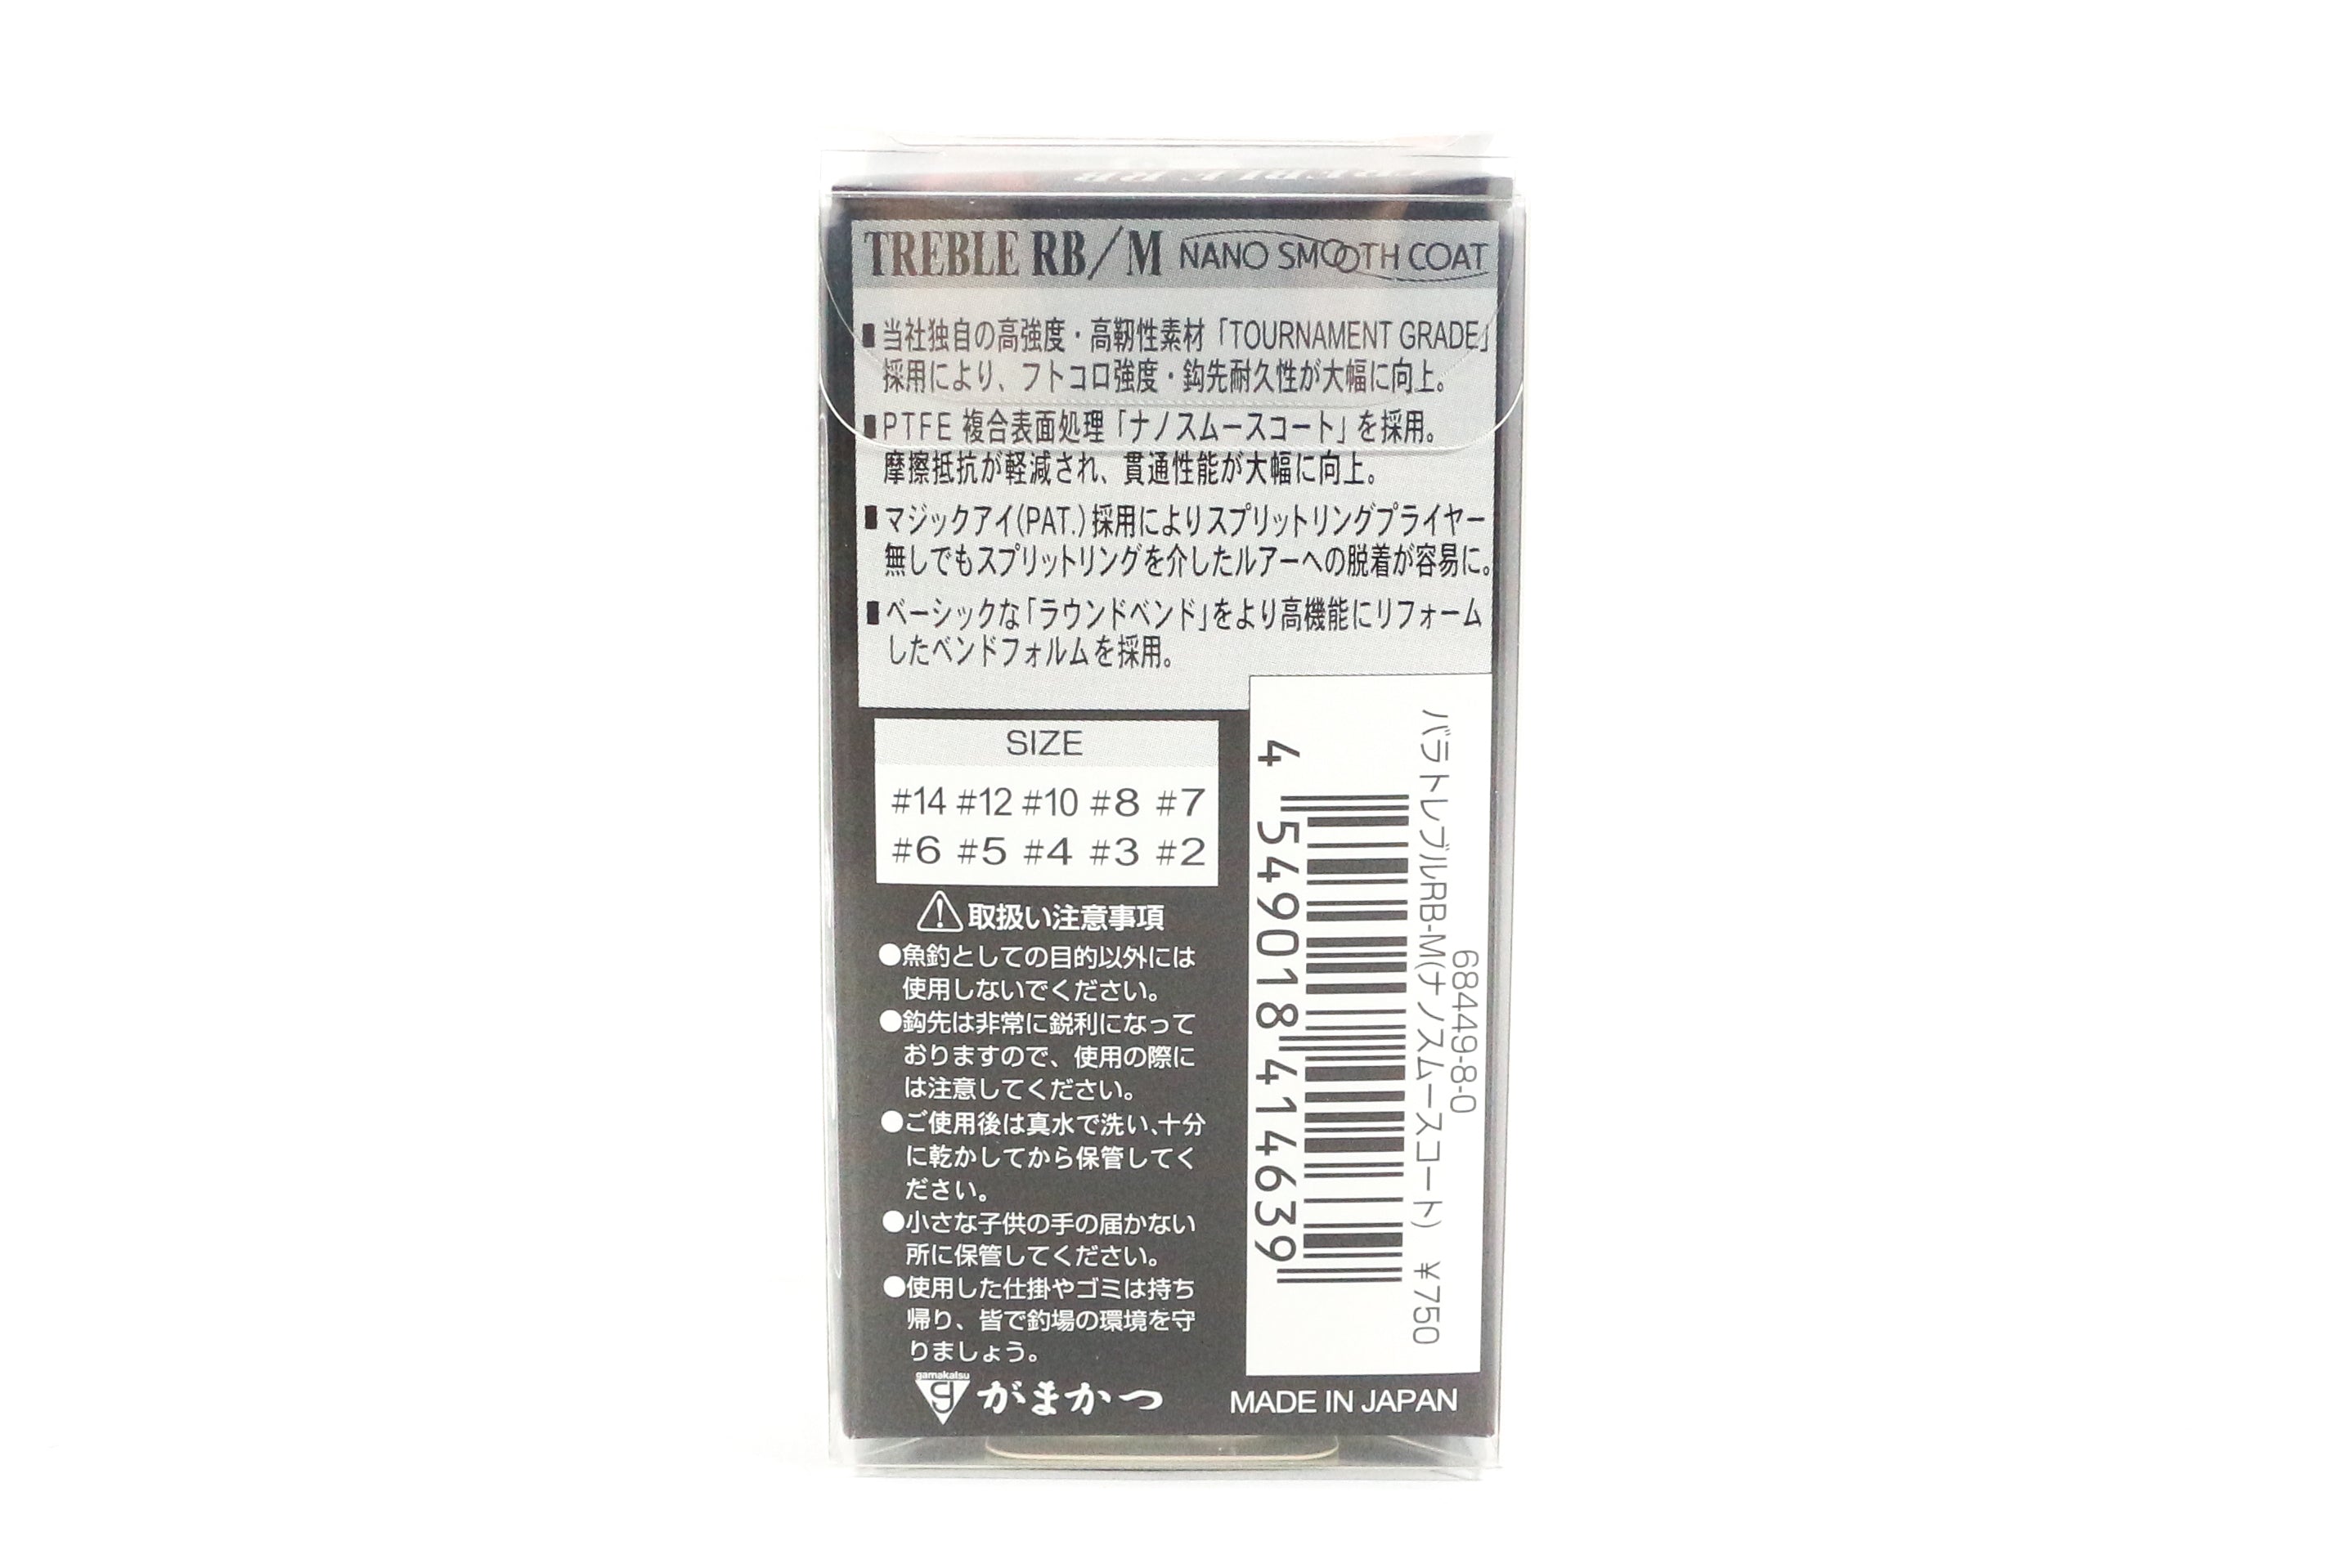 TREBLE RB
TREBLE RB/M NANO SMOOTH COAT
■当社独自の高強度・高靭性素材「TOURNAMENT GRADE」
採用により、フトコロ強度・鈎先耐久性が大幅に向上。
■PTFE 複合表面処理「ナノスムースコート」を採用。
摩擦抵抗が軽減され、貫通性能が大幅に向上。
■マジックアイ(PAT.)採用によりスプリットリングプライヤー
無しでもスプリットリングを介したルアーへの脱着が容易に。
■ベーシックな「ラウンドベンド」をより高機能にリフォーム
したベンドフォルムを採用。
SIZE
#14 #12 #10 #8 #7
#6 #5 #4 #3 #2
取扱い注意事項
●魚釣としての目的以外には
使用しないでください。
●鈎先は非常に鋭利になって
おりますので、使用の際に
は注意してください。
●ご使用後は真水で洗い、十分
に乾かしてから保管してく
ださい。
●小さな子供の手の届かない
所に保管してください。
●使用した仕掛やゴミは持ち
帰り、皆で釣場の環境を守
りましょう。
gamakatsu
g がまかつ
68449-8-0
バラトレブルRB-M(ナノスムースコート) ¥750
4 549018 414639
MADE IN JAPAN